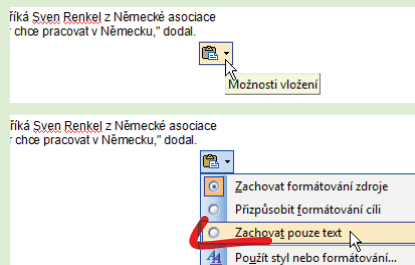 říká Sven Renkel z Německé asociace
chce pracovat v Německu," dodal.
Možnosti vložení
říká Sven Renkel z Německé asociace
chce pracovat v Německu," dodal.
Zachovat formátování zdroje
Přizpůsobit formátování cíli
Zachovat pouze text
Použít styl nebo formátování...